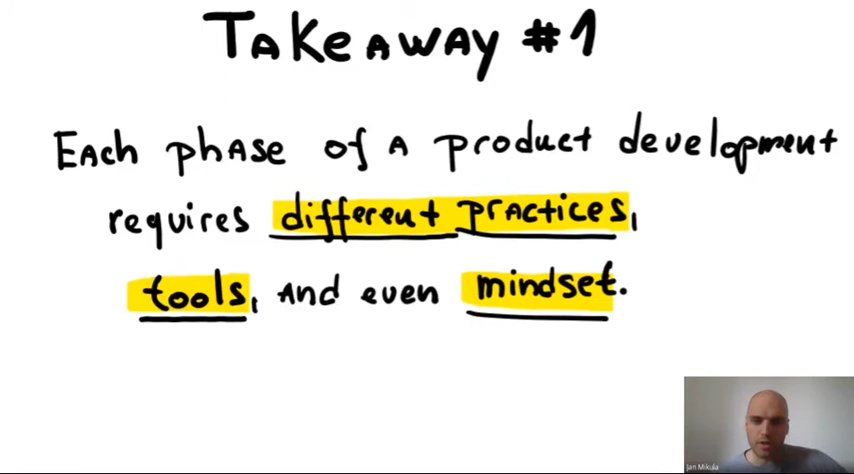 Takeaway #1
Each phase of a product development
requires different practices,
tools, and even mindset.
Jan Mikula